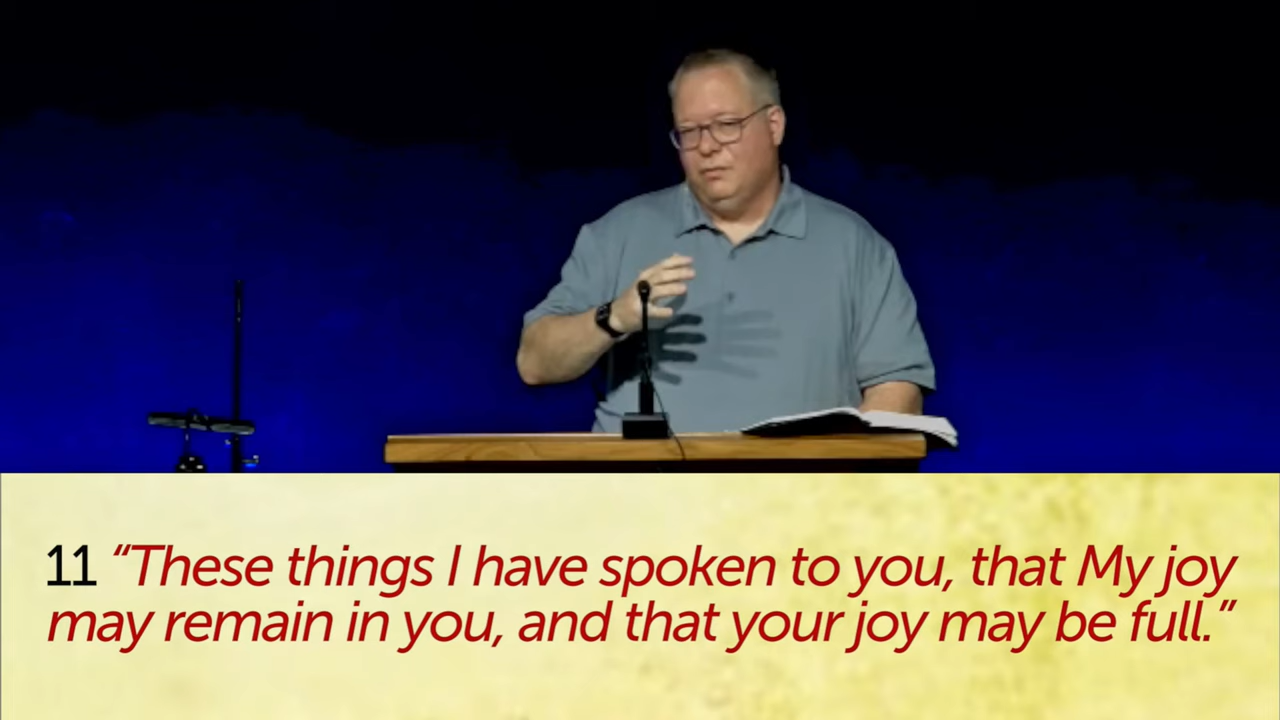 11 “These things I have spoken to you, that My joy
may remain in you, and that your joy may be full.”